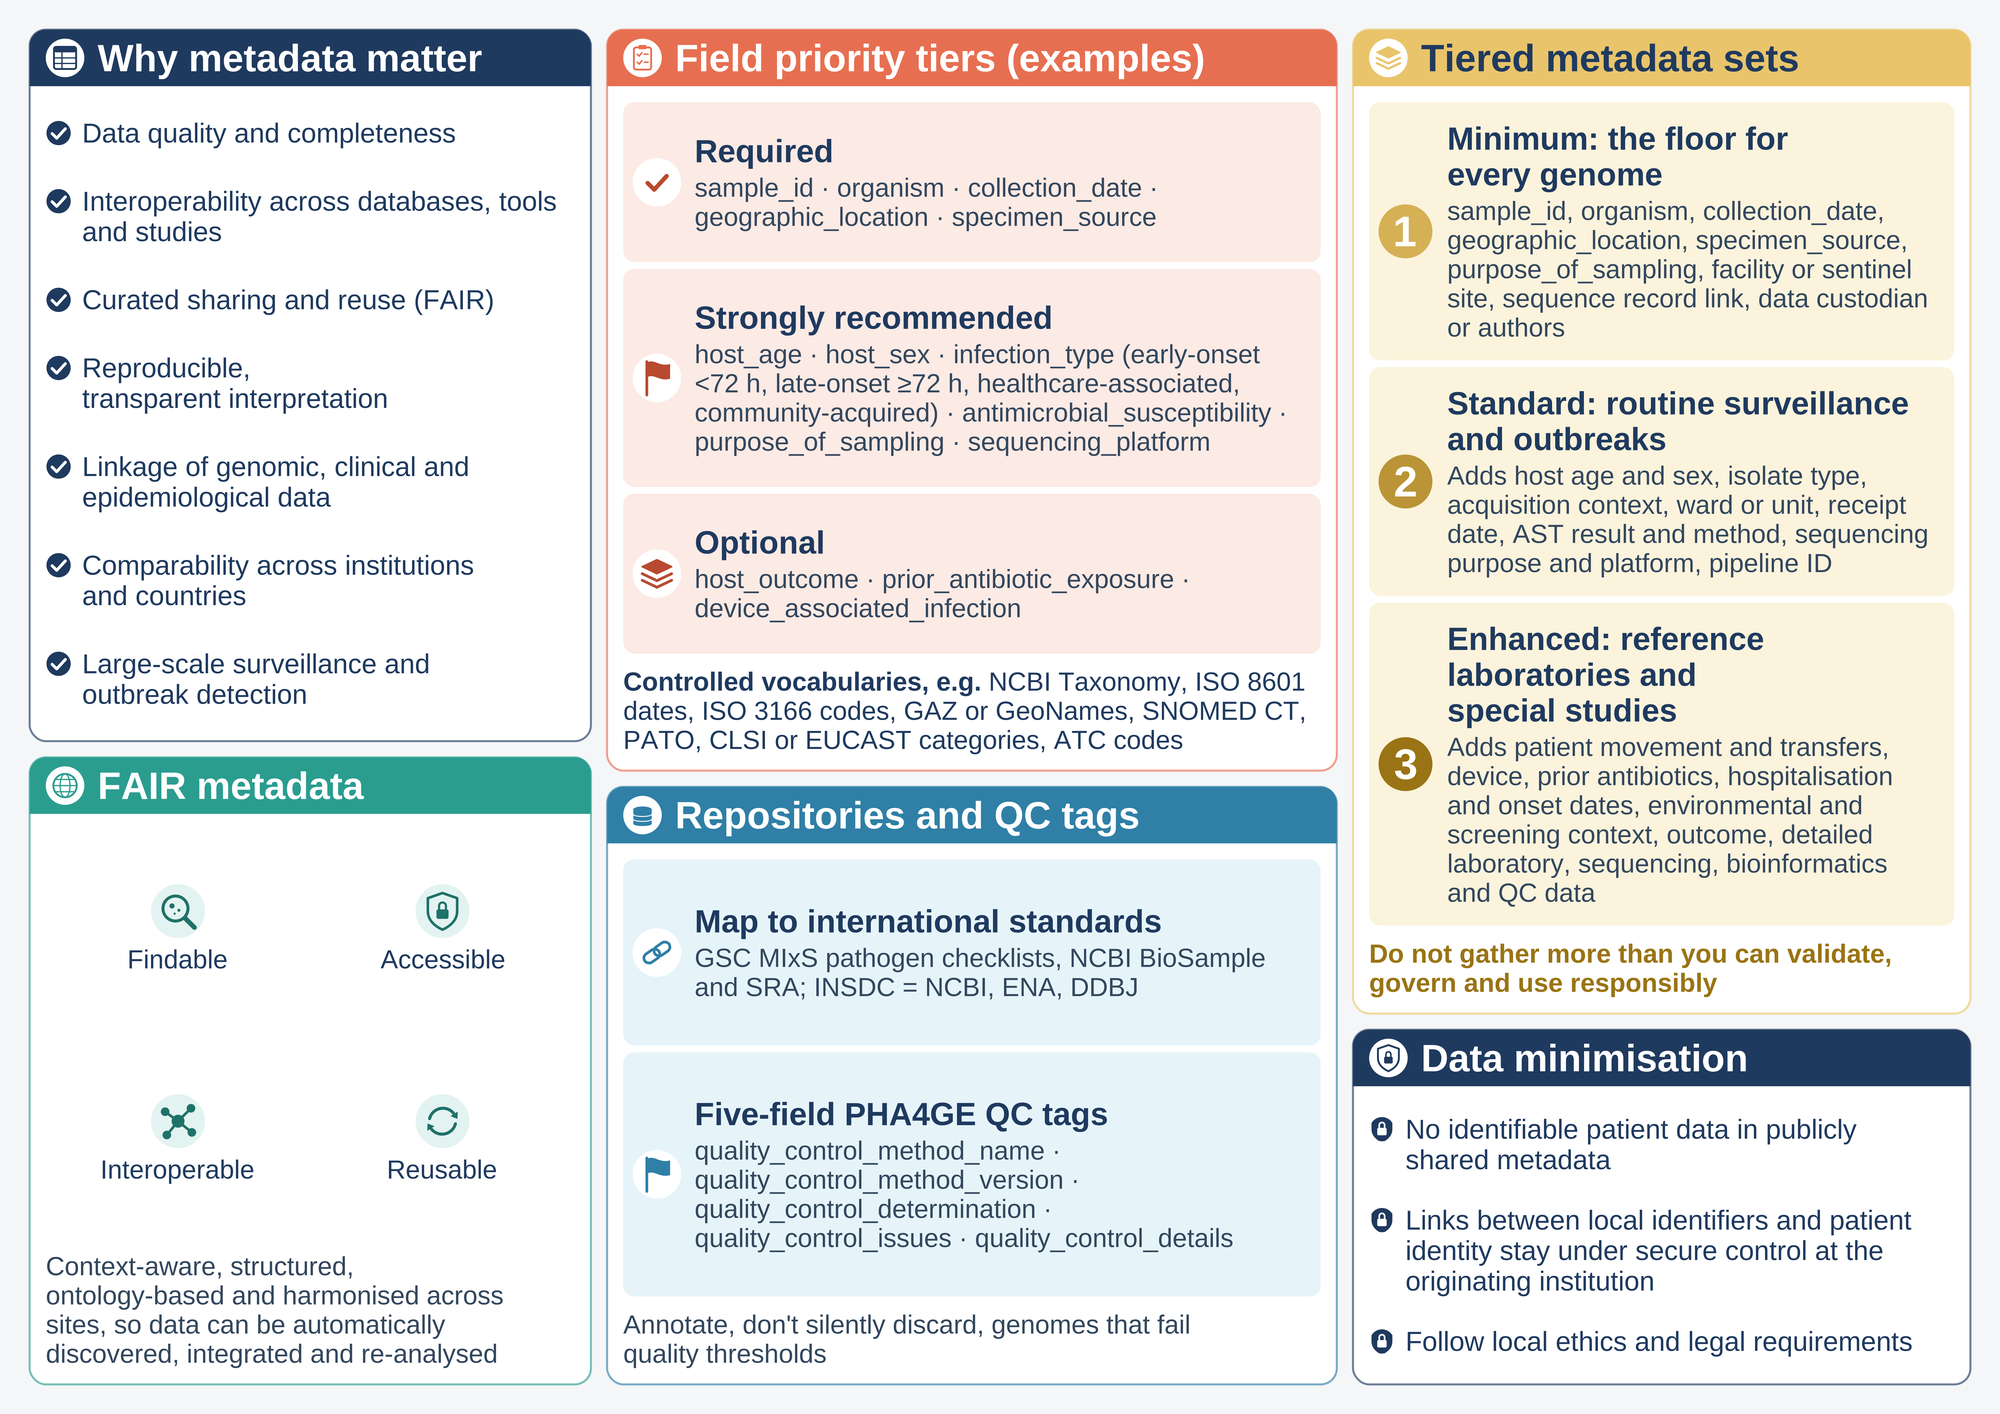 Why metadata matter
Data quality and completeness
Interoperability across databases, tools
and studies
Curated sharing and reuse (FAIR)
Reproducible,
transparent interpretation
Linkage of genomic, clinical and
epidemiological data
Comparability across institutions
and countries
Large-scale surveillance and
outbreak detection
FAIR metadata
Findable
Accessible
Interoperable
Reusable
Context-aware, structured,
ontology-based and harmonised across
sites, so data can be automatically
discovered, integrated and re-analysed
Field priority tiers (examples)
Required
sample_id · organism · collection_date ·
geographic_location · specimen_source
Strongly recommended
host_age · host_sex · infection_type (early-onset
<72 h, late-onset ≥72 h, healthcare-associated,
community-acquired) · antimicrobial_susceptibility ·
purpose_of_sampling · sequencing_platform
Optional
host_outcome · prior_antibiotic_exposure ·
device_associated_infection
Controlled vocabularies, e.g. NCBI Taxonomy, ISO 8601
dates, ISO 3166 codes, GAZ or GeoNames, SNOMED CT,
PATO, CLSI or EUCAST categories, ATC codes
Repositories and QC tags
Map to international standards
GSC MIxS pathogen checklists, NCBI BioSample
and SRA; INSDC = NCBI, ENA, DDBJ
Five-field PHA4GE QC tags
quality_control_method_name ·
quality_control_method_version ·
quality_control_determination ·
quality_control_issues · quality_control_details
Annotate, don't silently discard, genomes that fail
quality thresholds
Tiered metadata sets
1
Minimum: the floor for
every genome
sample_id, organism, collection_date,
geographic_location, specimen_source,
purpose_of_sampling, facility or sentinel
site, sequence record link, data custodian
or authors
2
Standard: routine surveillance
and outbreaks
Adds host age and sex, isolate type,
acquisition context, ward or unit, receipt
date, AST result and method, sequencing
purpose and platform, pipeline ID
3
Enhanced: reference
laboratories and
special studies
Adds patient movement and transfers,
device, prior antibiotics, hospitalisation
and onset dates, environmental and
screening context, outcome, detailed
laboratory, sequencing, bioinformatics
and QC data
Do not gather more than you can validate,
govern and use responsibly
Data minimisation
No identifiable patient data in publicly
shared metadata
Links between local identifiers and patient
identity stay under secure control at the
originating institution
Follow local ethics and legal requirements